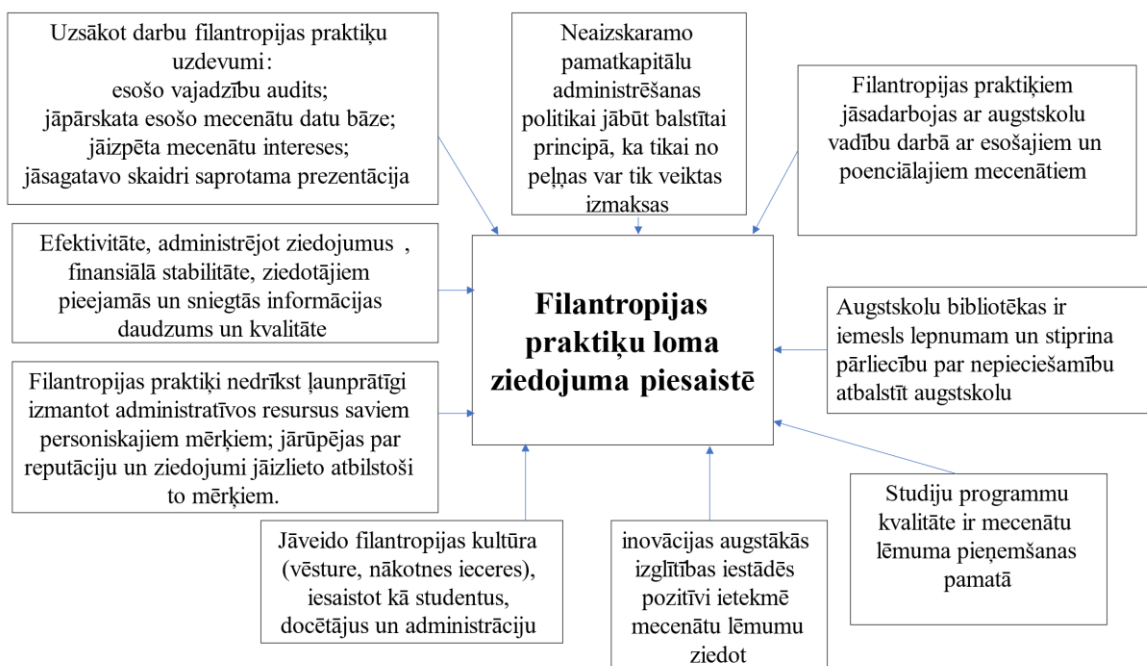 Uzsākot darbu filantropijas praktiķu
uzdevumi:
esošo vajadzību audits;
jāpārskata esošo mecenātu datu bāze;
jāizpēta mecenātu intereses;
jāsagatavo skaidri saprotama prezentācija
Neaizskaramo
pamatkapitālu
administrēšanas
politikai jābūt balstītai
principā, ka tikai no
peļņas var tik veiktas
izmaksas
Filantropijas praktiķiem
jāsadarbojas ar augstskolu
vadību darbā ar esošajiem un
poenciālajiem mecenātiem
Efektivitāte, administrējot ziedojumus ,
finansiālā stabilitāte, ziedotājiem
pieejamās un sniegtās informācijas
daudzums un kvalitāte
Filantropijas
praktiķu loma
ziedojuma piesaistē
Augstskolu bibliotēkas ir
iemesls lepnumam un stiprina
pārliecību par nepieciešamību
atbalstīt augstskolu
Filantropijas praktiķi nedrīkst ļaunprātīgi
izmantot administratīvos resursus saviem
personiskajiem mērķiem; jārūpējas par
reputāciju un ziedojumi jāizlieto atbilstoši
to mērķiem.
Studiju programmu
kvalitāte ir mecenātu
lēmuma pieņemšanas
pamatā
Jāveido filantropijas kultūra
(vēsture, nākotnes ieceres),
iesaistot kā studentus,
docētājus un administrāciju
inovācijas augstākās
izglītības iestādēs
pozitīvi ietekmē
mecenātu lēmumu
ziedot